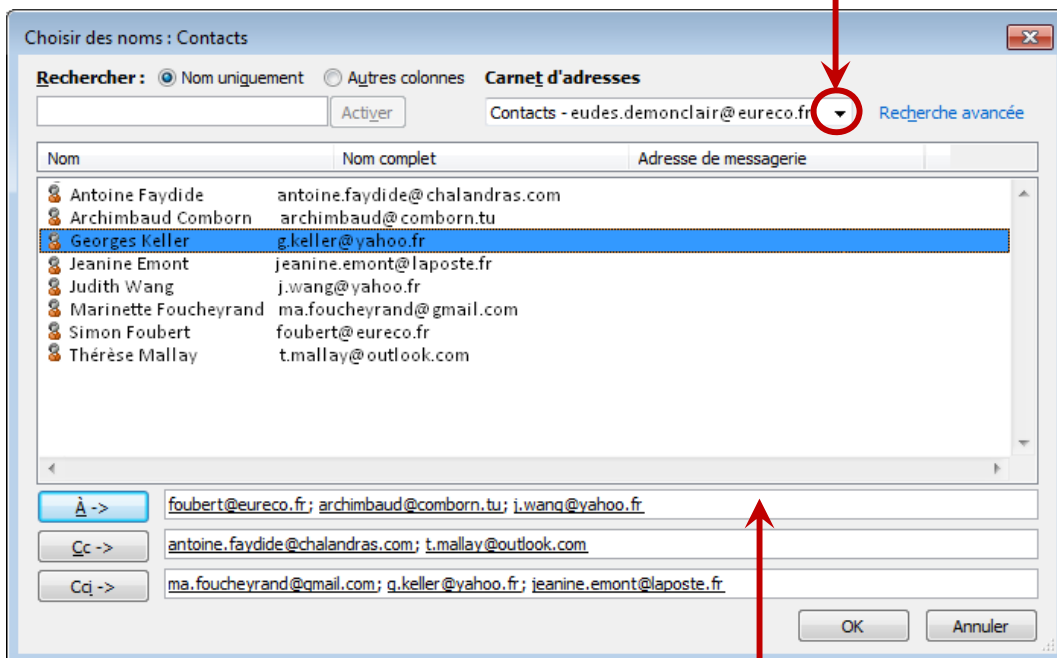 Choisir des noms : Contacts
Rechercher : Nom uniquement Autres colonnes Carnet d'adresses
Activer Contacts - eudes.demonclair@eureco.fr Recherche avancée
Nom Nom complet Adresse de messagerie
Antoine Faydide antoine.faydide@chalandras.com
Archimbaud Comborn archimbaud@comborn.tu
Georges Keller g.keller@yahoo.fr
Jeanine Emont jeanine.emont@laposte.fr
Judith Wang j.wang@yahoo.fr
Marinette Foucheyrand ma.foucheyrand@gmail.com
Simon Foubert foubert@eureco.fr
Thérèse Mallay t.mallay@outlook.com
À -> foubert@eureco.fr; archimbaud@comborn.tu; j.wang@yahoo.fr
Cc -> antoine.faydide@chalandras.com; t.mallay@outlook.com
Cci -> ma.foucheyrand@gmail.com; g.keller@yahoo.fr; jeanine.emont@laposte.fr
OK Annuler